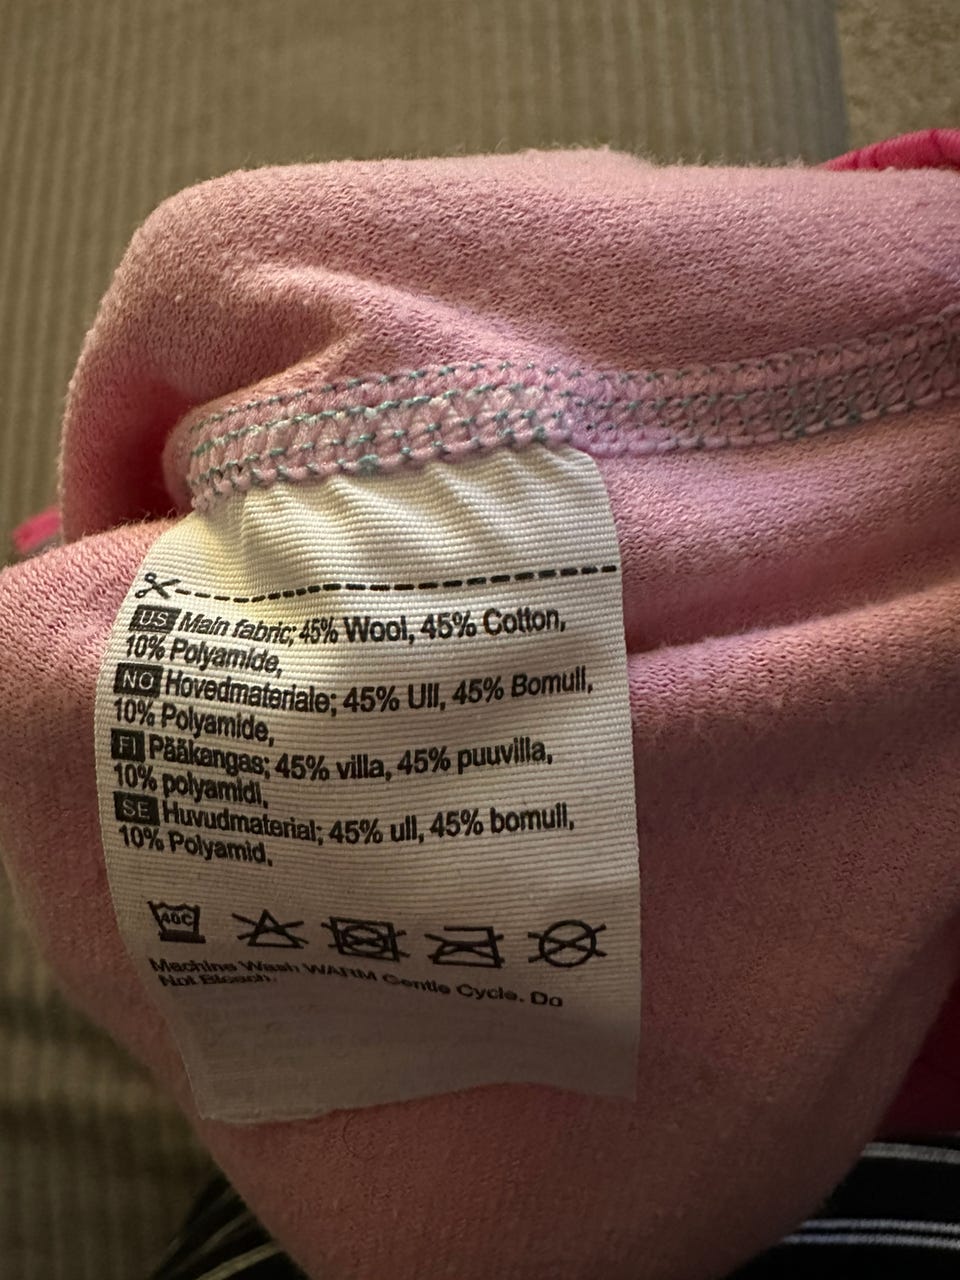 US Main fabric; 45% Wool, 45% Cotton,
10% Polyamide,
NO Hovedmateriale; 45% Ull, 45% Bomull,
10% Polyamide,
FI Pääkangas; 45% villa, 45% puuvilla,
10% polyamidi,
SE Huvudmaterial; 45% ull, 45% bomull,
10% Polyamid.
40C
Machine Wash WARM Gentle Cycle. Do
Not Bleach.